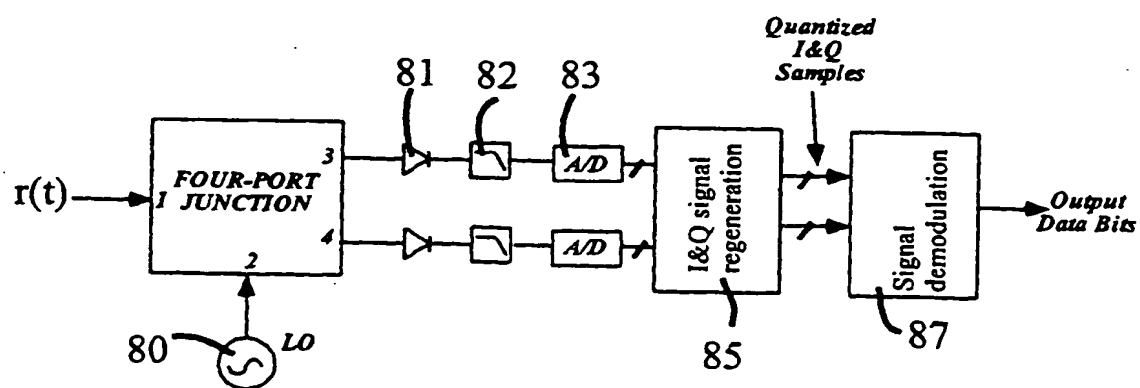 Quantized
I&Q
Samples
81
82
83
3
A/D
r(t)
1
FOUR-PORT
JUNCTION
I&Q signal
regeneration
Signal
demodulation
Output
Data Bits
4
A/D
2
80
LO
85
87